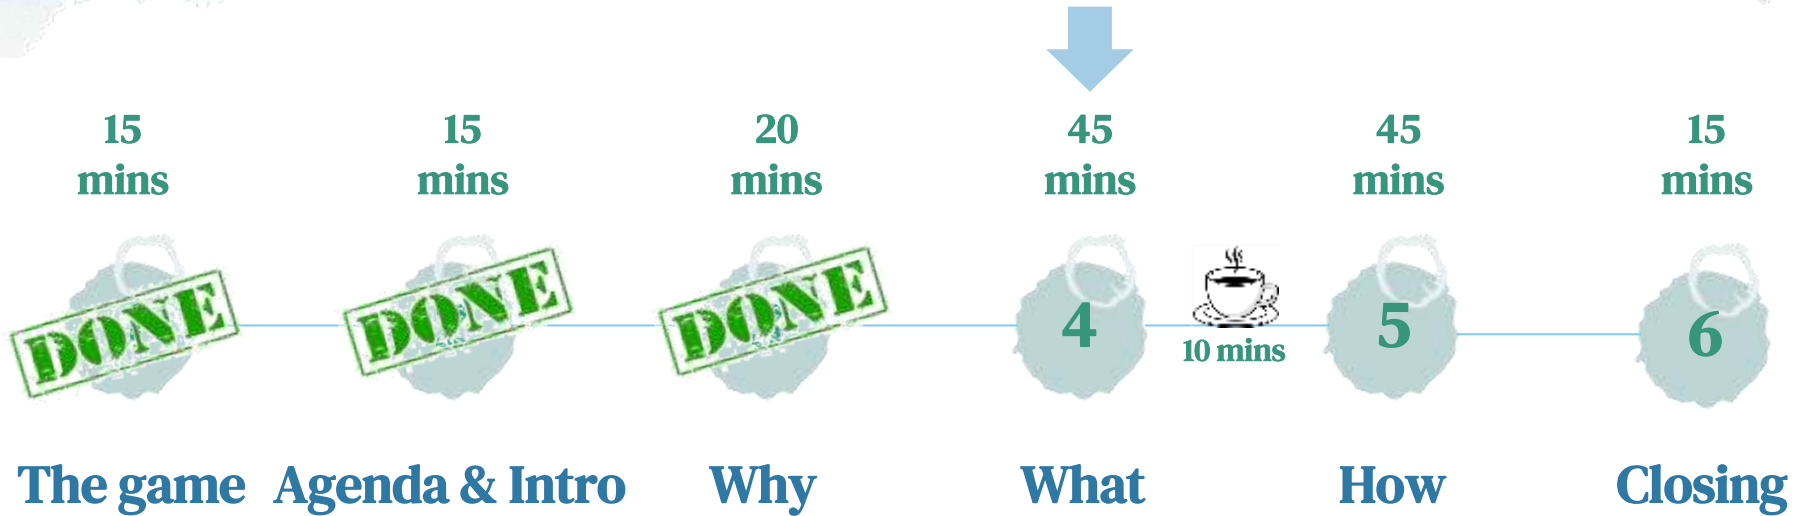 15
mins
15
mins
20
mins
45
mins
45
mins
15
mins
DONE
DONE
DONE
4
10 mins
5
6
The game
Agenda & Intro
Why
What
How
Closing